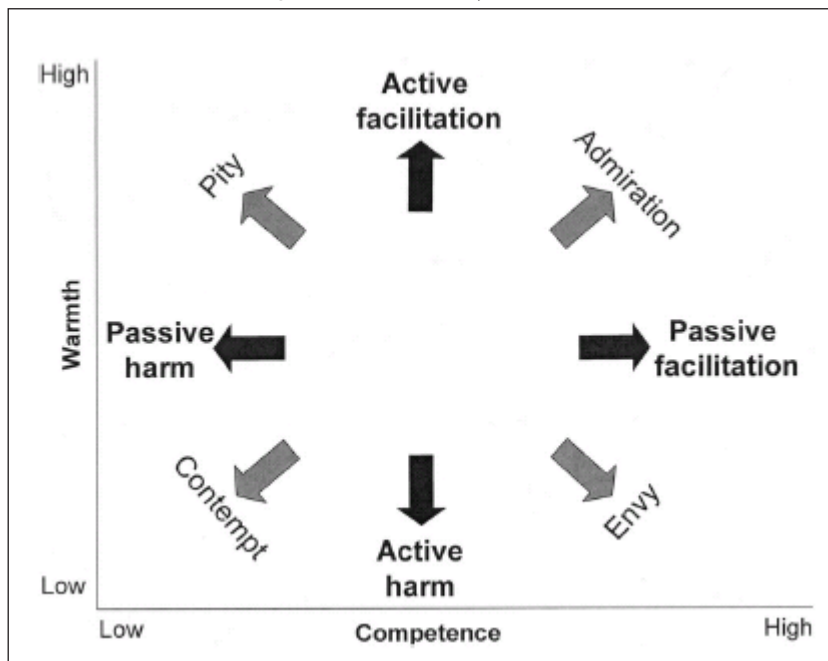 High
Active
facilitation
Pity
Admiration
Warmth
Passive
harm
Passive
facilitation
Contempt
Envy
Active
harm
Low
Low
Competence
High